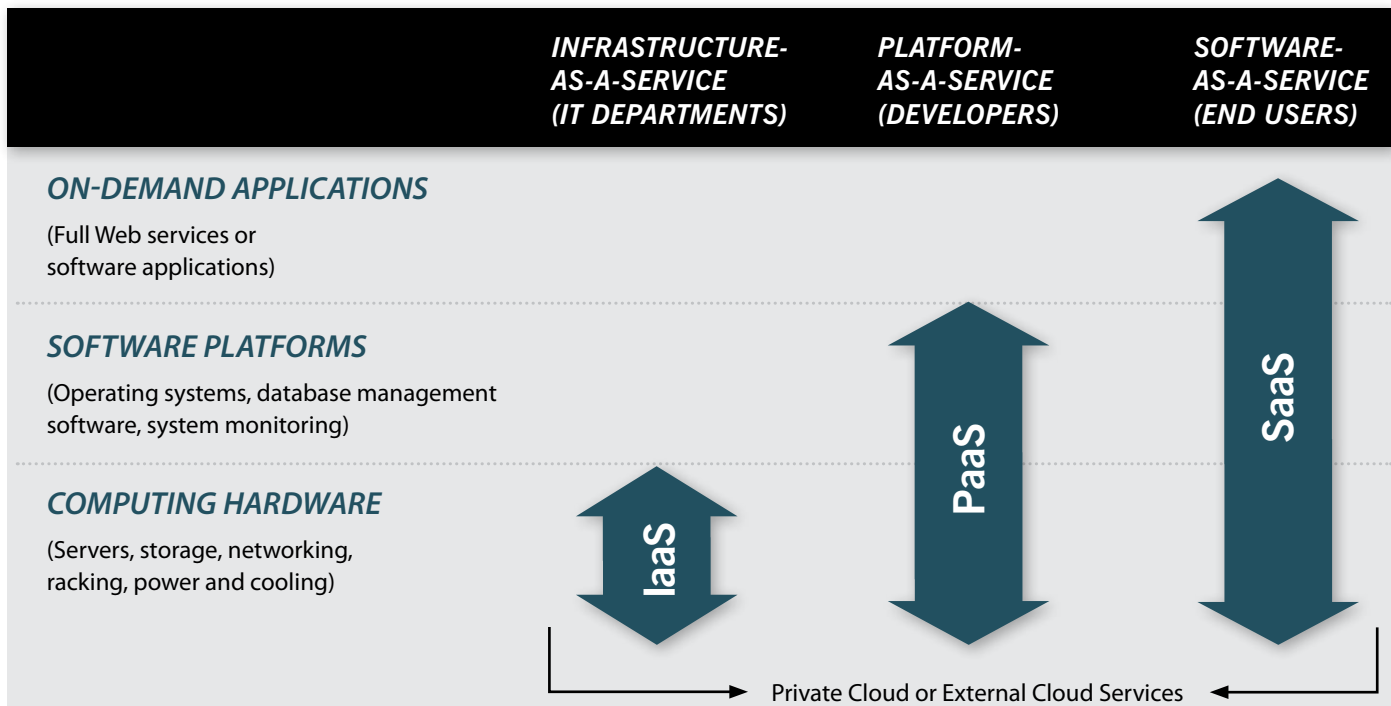 INFRASTRUCTURE-
AS-A-SERVICE
(IT DEPARTMENTS)
PLATFORM-
AS-A-SERVICE
(DEVELOPERS)
SOFTWARE-
AS-A-SERVICE
(END USERS)
ON-DEMAND APPLICATIONS
(Full Web services or
software applications)
SOFTWARE PLATFORMS
(Operating systems, database management
software, system monitoring)
COMPUTING HARDWARE
(Servers, storage, networking,
racking, power and cooling)
IaaS
PaaS
SaaS
Private Cloud or External Cloud Services